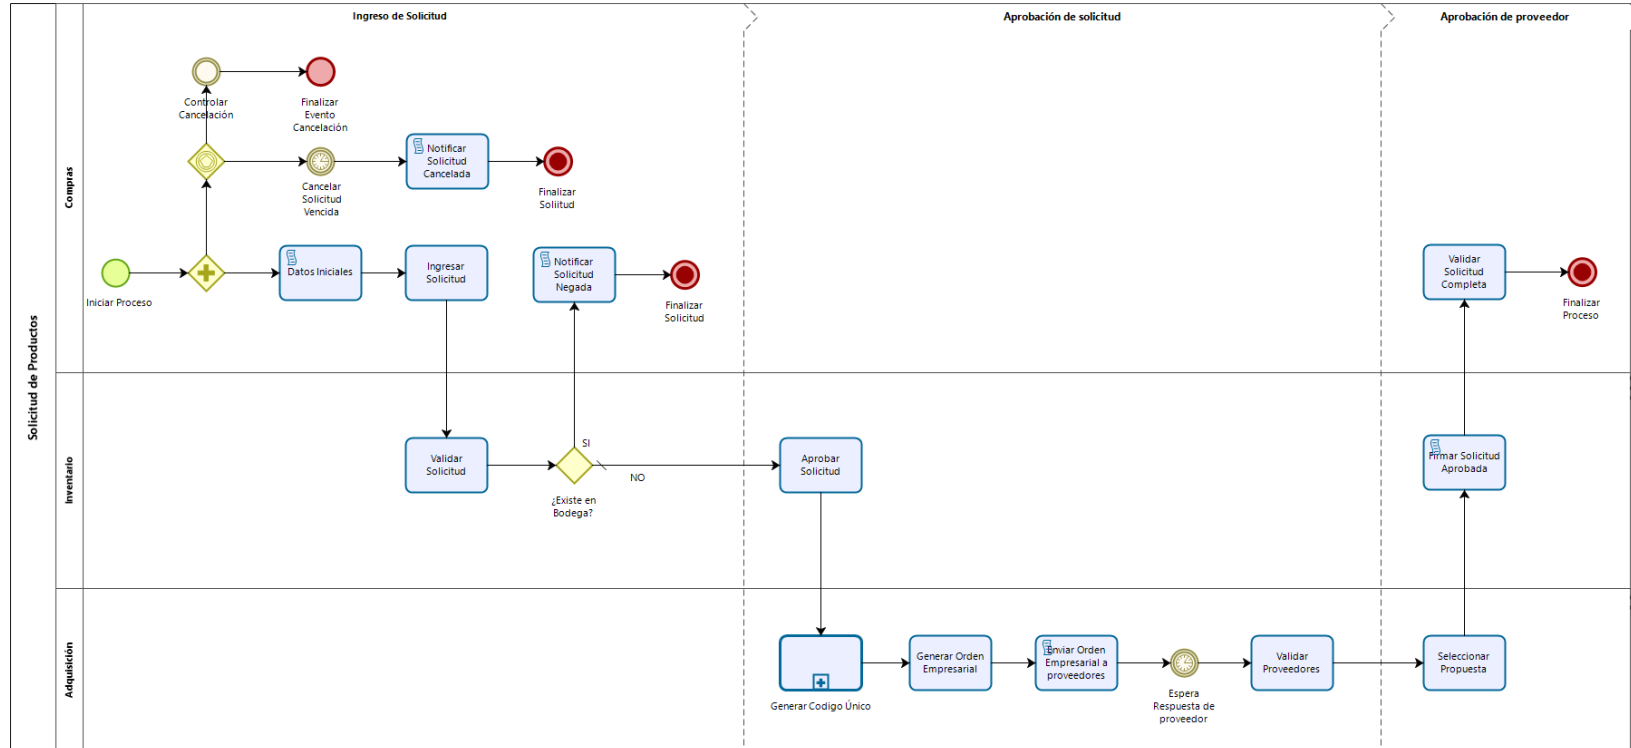 Ingreso de Solicitud
Aprobación de solicitud
Aprobación de proveedor
Solicitud de Productos
Compras
Controlar
Cancelación
Finalizar
Evento
Cancelación
Cancelar
Solicitud
Vencida
Notificar
Solicitud
Cancelada
Finalizar
Soliitud
Iniciar Proceso
Datos Iniciales
Ingresar
Solicitud
Notificar
Solicitud
Negada
Finalizar
Solicitud
Validar
Solicitud
Completa
Finalizar
Proceso
Inventario
Validar
Solicitud
SI
NO
¿Existe en
Bodega?
Aprobar
Solicitud
Firmar Solicitud
Aprobada
Adquisición
Generar Codigo Único
Generar Orden
Empresarial
Enviar Orden
Empresarial a
proveedores
Espera
Respuesta de
proveedor
Validar
Proveedores
Seleccionar
Propuesta